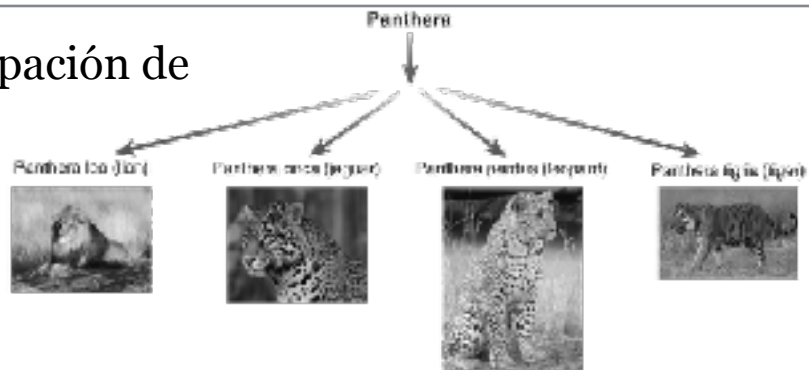 Panthera
pación de
Panthera leo (lion)
Panthera onca (jaguar)
Panthera pardus (leopard)
Panthera tigris (tiger)